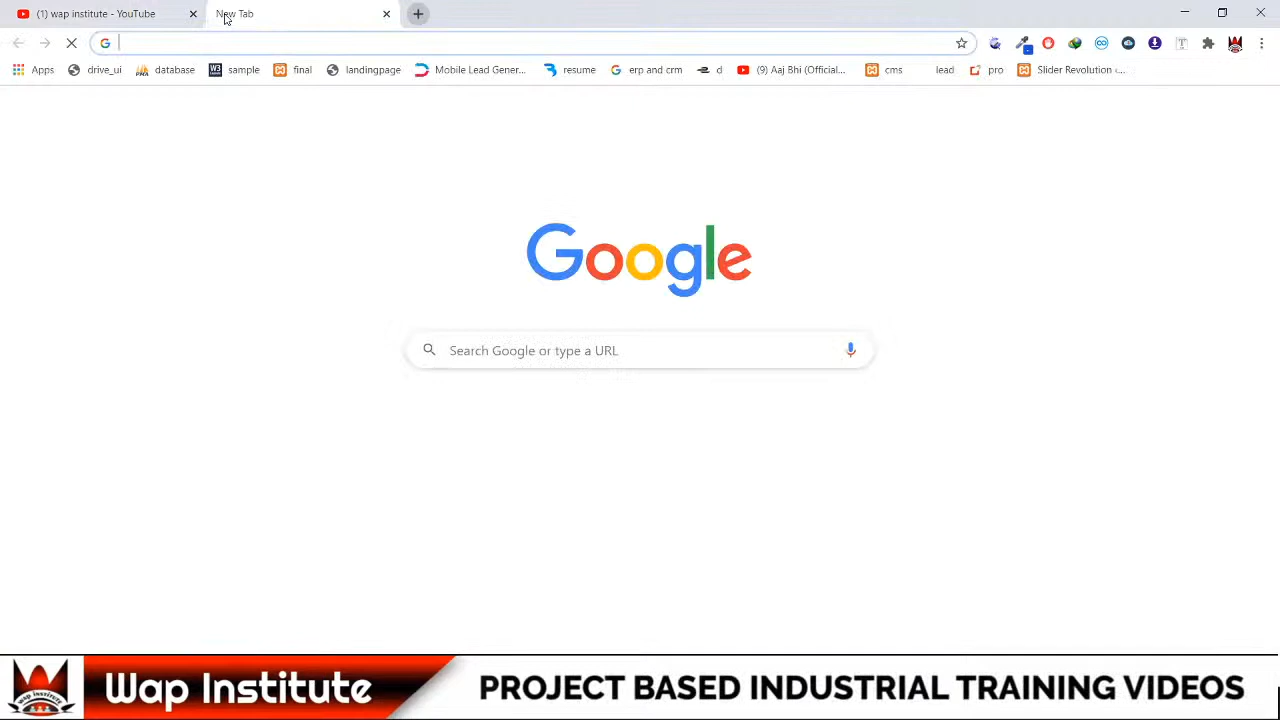 (1) wap institute - YouTube
New Tab
Apps
drive_ui
database
W3
sample
final
landingpage
Mobile Lead Gener...
resume
erp and crm
d
(9) Aaj Bhi (Official...
cms
lead
pro
Slider Revolution c...
Google
Search Google or type a URL
Wap Institute
PROJECT BASED INDUSTRIAL TRAINING VIDEOS